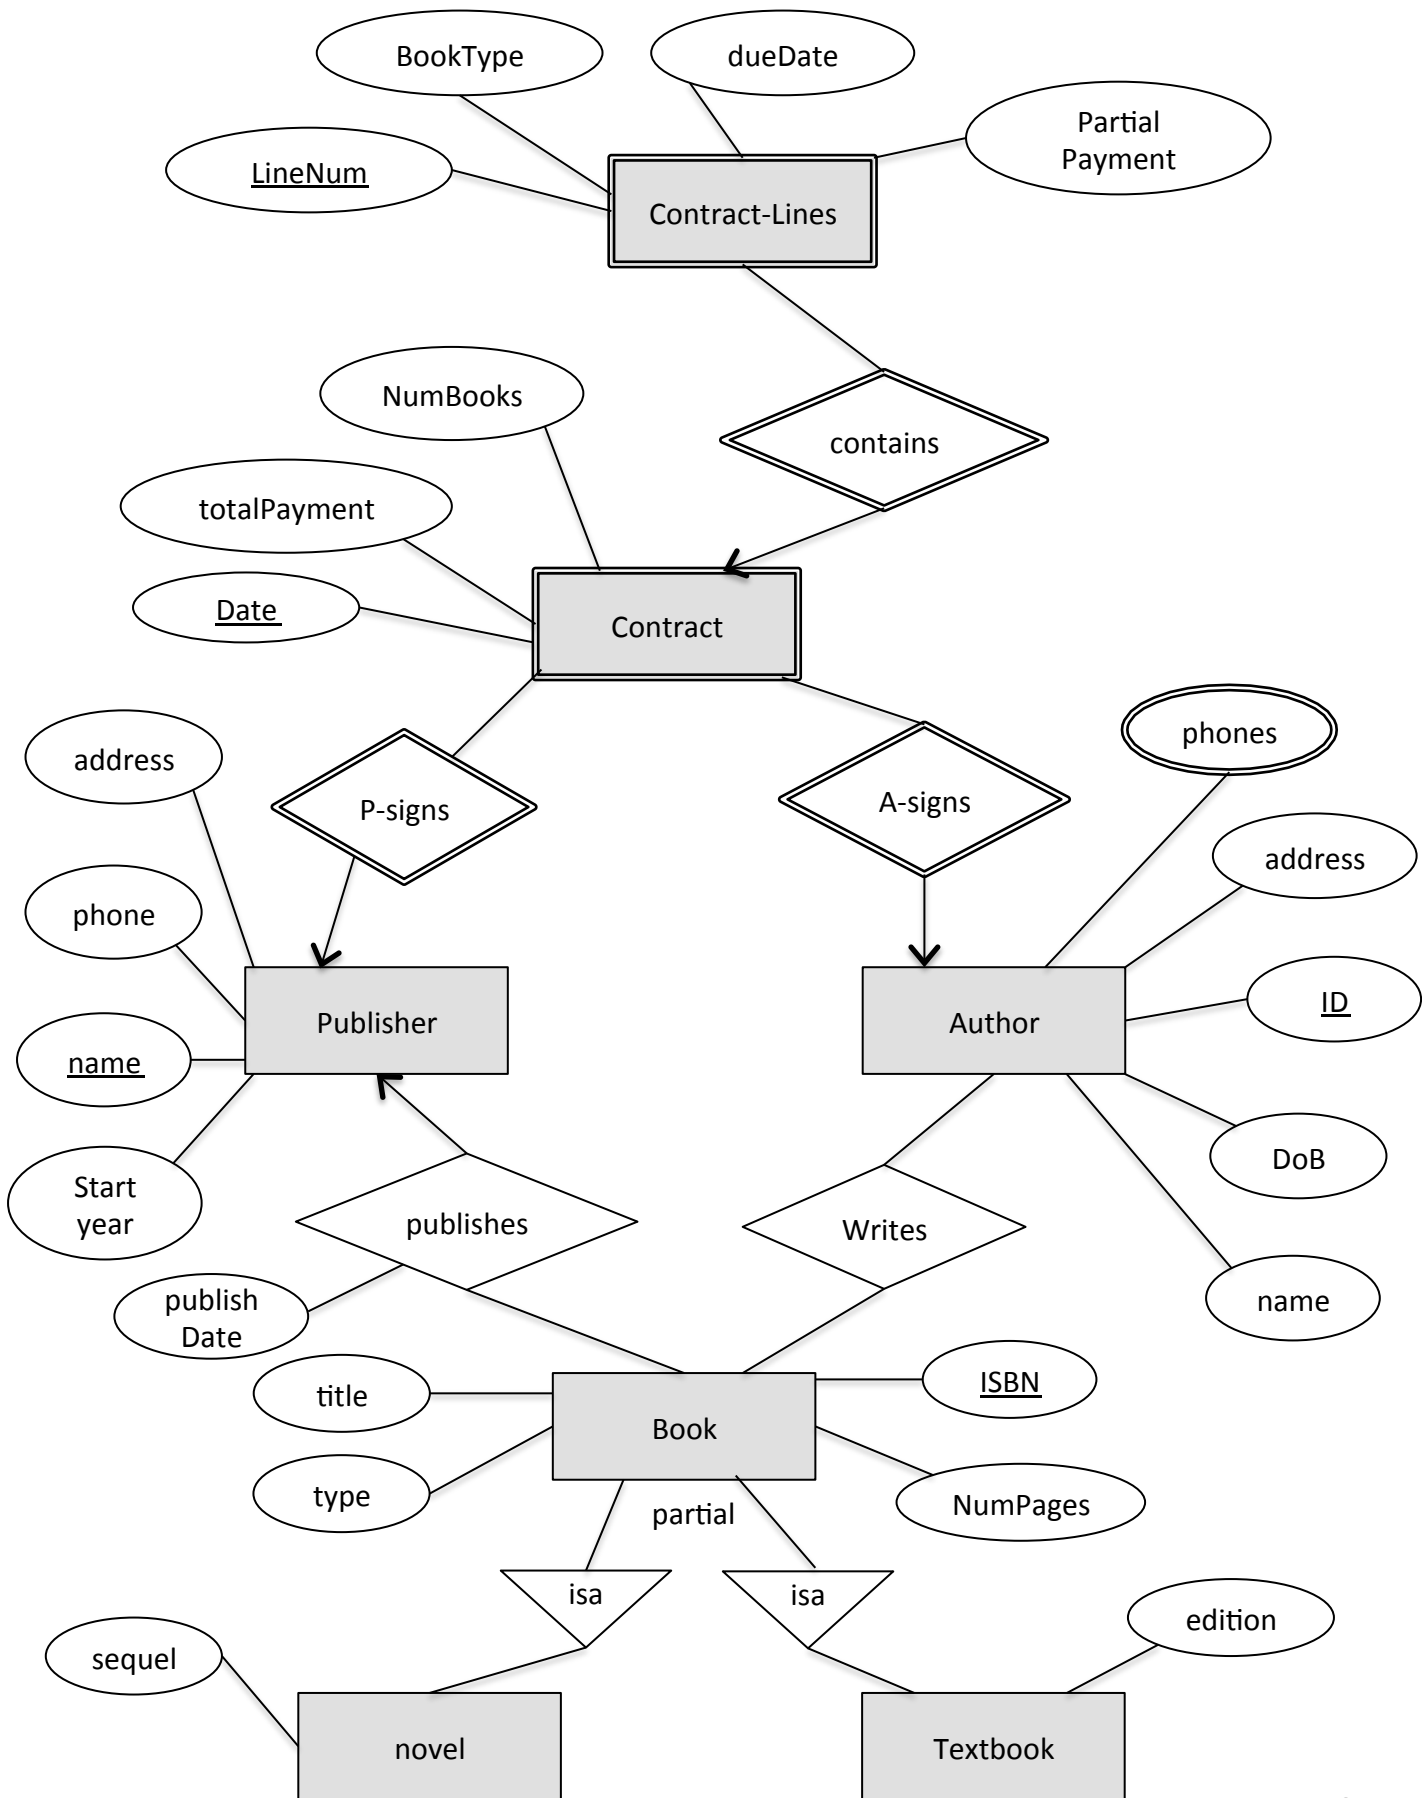 BookType
dueDate
Partial
Payment
LineNum
Contract-Lines
NumBooks
contains
totalPayment
Date
Contract
phones
address
P-signs
A-signs
address
phone
ID
Publisher
Author
name
DoB
Start
year
publishes
Writes
publish
Date
name
title
ISBN
Book
type
NumPages
partial
isa
isa
edition
sequel
novel
Textbook